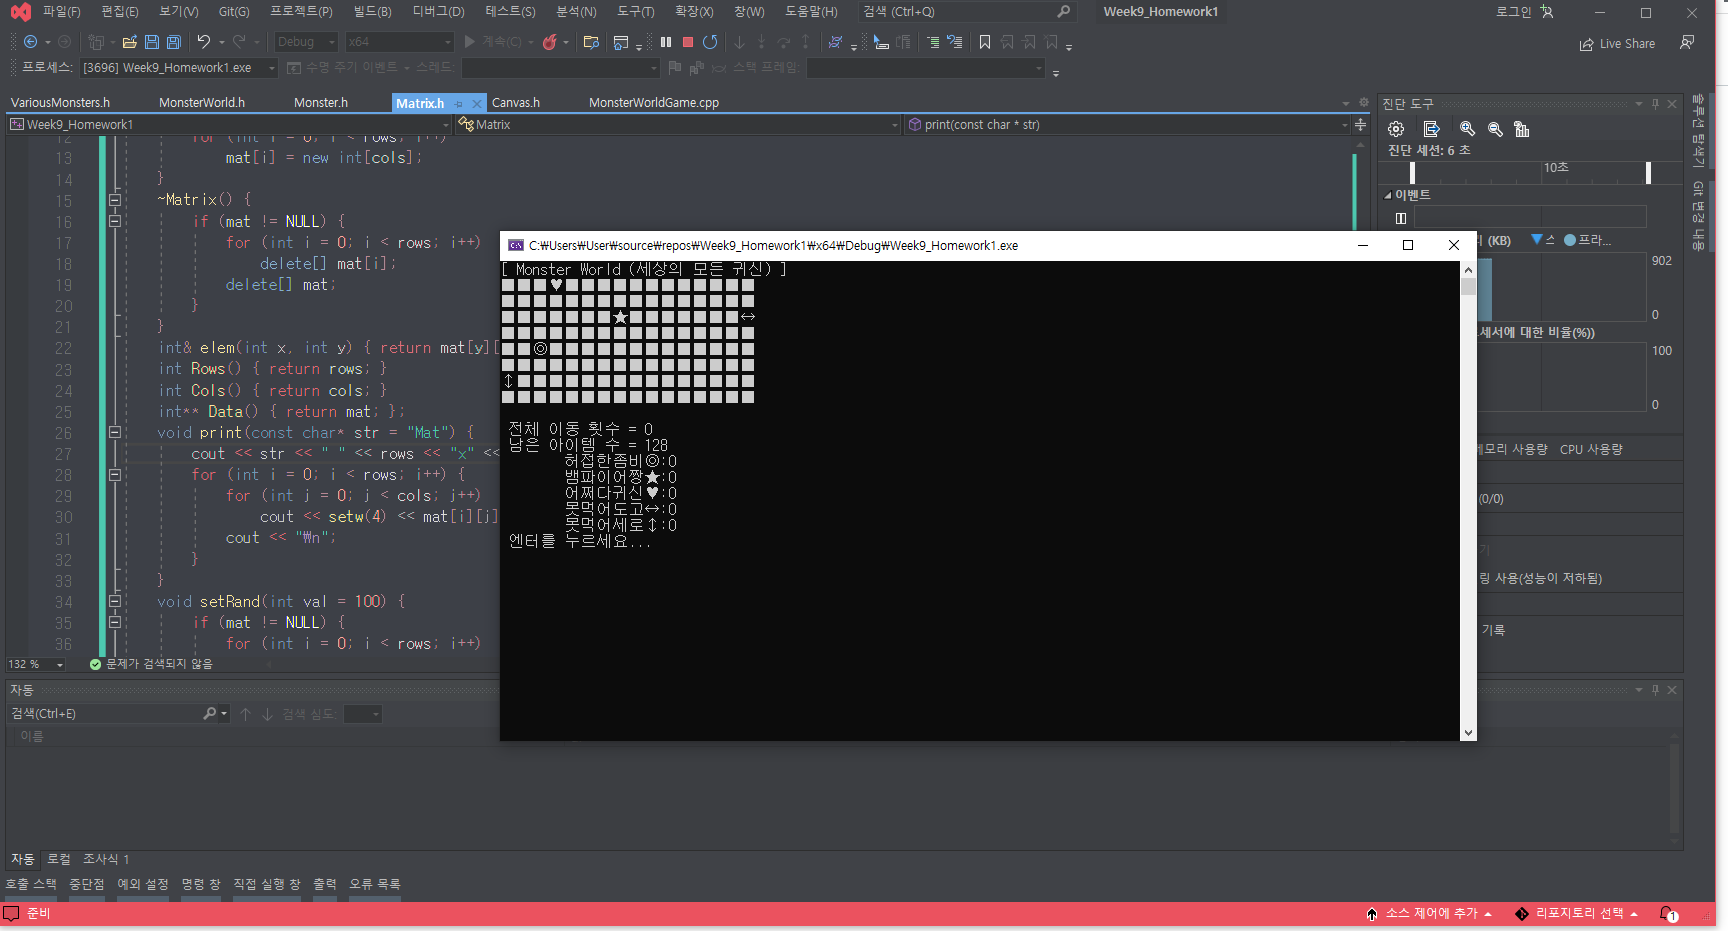 파일(F) 편집(E) 보기(V) Git(G) 프로젝트(P) 빌드(B) 디버그(D) 테스트(S) 분석(N) 도구(T) 확장(X) 창(W) 도움말(H) 검색 (Ctrl+Q) Week9_Homework1 로그인
Debug x64 계속(C) Live Share
프로세스: [3696] Week9_Homework1.exe 수명 주기 이벤트 스레드: 스택 프레임:
VariousMonsters.h MonsterWorld.h Monster.h Matrix.h Canvas.h MonsterWorldGame.cpp
Week9_Homework1 Matrix print(const char * str)
12 for (int i = 0; i < rows; i++)
13 mat[i] = new int[cols];
14 }
15 ~Matrix() {
16 if (mat != NULL) {
17 for (int i = 0; i < rows; i++)
18 delete[] mat[i];
19 delete[] mat;
20 }
21 }
22 int& elem(int x, int y) { return mat[y][
23 int Rows() { return rows; }
24 int Cols() { return cols; }
25 int** Data() { return mat; };
26 void print(const char* str = "Mat") {
27 cout << str << " " << rows << "x" <<
28 for (int i = 0; i < rows; i++) {
29 for (int j = 0; j < cols; j++)
30 cout << setw(4) << mat[i][j]
31 cout << "₩n";
32 }
33 }
34 void setRand(int val = 100) {
35 if (mat != NULL) {
36 for (int i = 0; i < rows; i++)
132 % 문제가 검색되지 않음
C:₩Users₩User₩source₩repos₩Week9_Homework1₩x64₩Debug₩Week9_Homework1.exe
[ Monster World (세상의 모든 귀신) ]
■■■♥■■■■■■■■■■■■
■■■■■■■■■■■■■■■■
■■■■■■■★■■■■■■■↔
■■■■■■■■■■■■■■■■
■■◎■■■■■■■■■■■■■
■■■■■■■■■■■■■■■■
↕■■■■■■■■■■■■■■■
■■■■■■■■■■■■■■■■
전체 이동 횟수 = 0
남은 아이템 수 = 128
허접한좀비◎:0
뱀파이어짱★:0
어쩌다귀신♥:0
못먹어도고↔:0
못먹어세로↕:0
엔터를 누르세요...
진단 도구
진단 세션: 6 초
10초
이벤트
리 (KB) 스 프라...
902
0
세서에 대한 비율(%))
100
0
메모리 사용량 CPU 사용량
(0/0)
기
링 사용(성능이 저하됨)
기록
솔루션 탐색기
Git 변경 내용
자동
검색(Ctrl+E) 검색 심도:
이름
자동 로컬 조사식 1
호출 스택 중단점 예외 설정 명령 창 직접 실행 창 출력 오류 목록
준비 소스 제어에 추가 리포지토리 선택 1